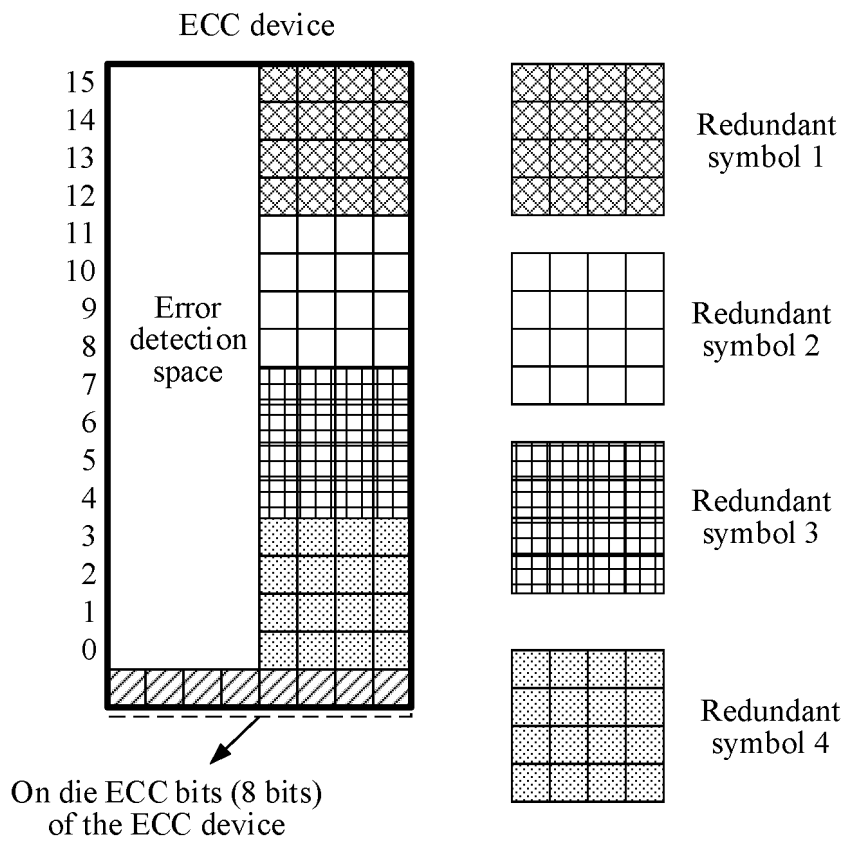 ECC device
15
14
13
12
11
10
9
8
7
6
5
4
3
2
1
0
Error
detection
space
On die ECC bits (8 bits)
of the ECC device
Redundant
symbol 1
Redundant
symbol 2
Redundant
symbol 3
Redundant
symbol 4